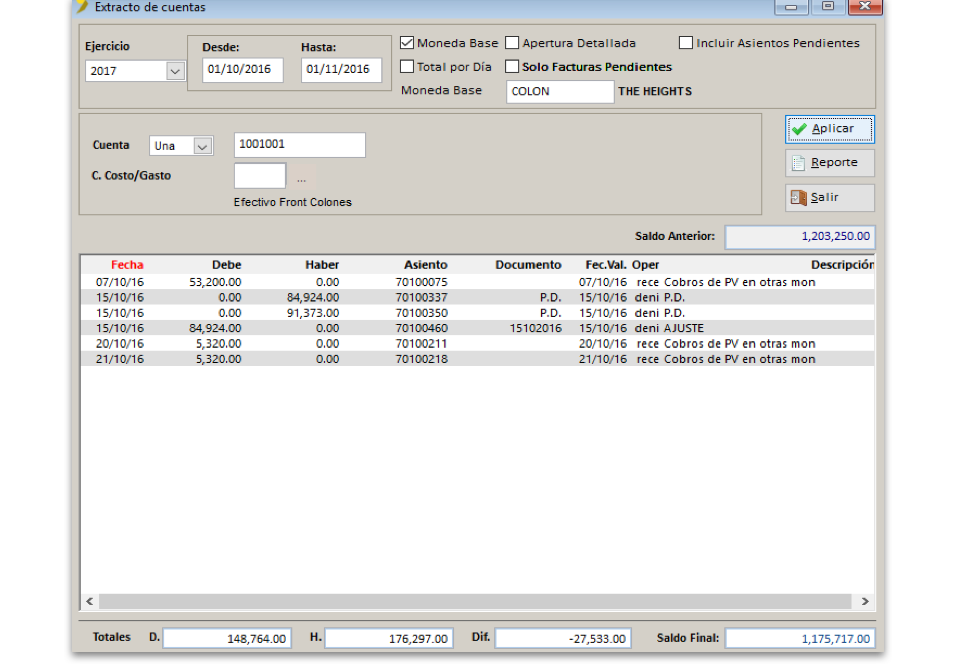 Extracto de cuentas
Ejercicio
2017
Desde: Hasta:
01/10/2016 01/11/2016
Moneda Base Apertura Detallada Incluir Asientos Pendientes
Total por Día Solo Facturas Pendientes
Moneda Base COLON THE HEIGHTS
Cuenta Una 1001001
C. Costo/Gasto ...
Efectivo Front Colones
Aplicar
Reporte
Salir
Saldo Anterior: 1,203,250.00
Fecha Debe Haber Asiento Documento Fec.Val. Oper Descripción
07/10/16 53,200.00 0.00 70100075 07/10/16 rece Cobros de PV en otras mon
15/10/16 0.00 84,924.00 70100337 P.D. 15/10/16 deni P.D.
15/10/16 0.00 91,373.00 70100350 P.D. 15/10/16 deni P.D.
15/10/16 84,924.00 0.00 70100460 15102016 15/10/16 deni AJUSTE
20/10/16 5,320.00 0.00 70100211 20/10/16 rece Cobros de PV en otras mon
21/10/16 5,320.00 0.00 70100218 21/10/16 rece Cobros de PV en otras mon
Totales D. 148,764.00 H. 176,297.00 Dif. -27,533.00 Saldo Final: 1,175,717.00